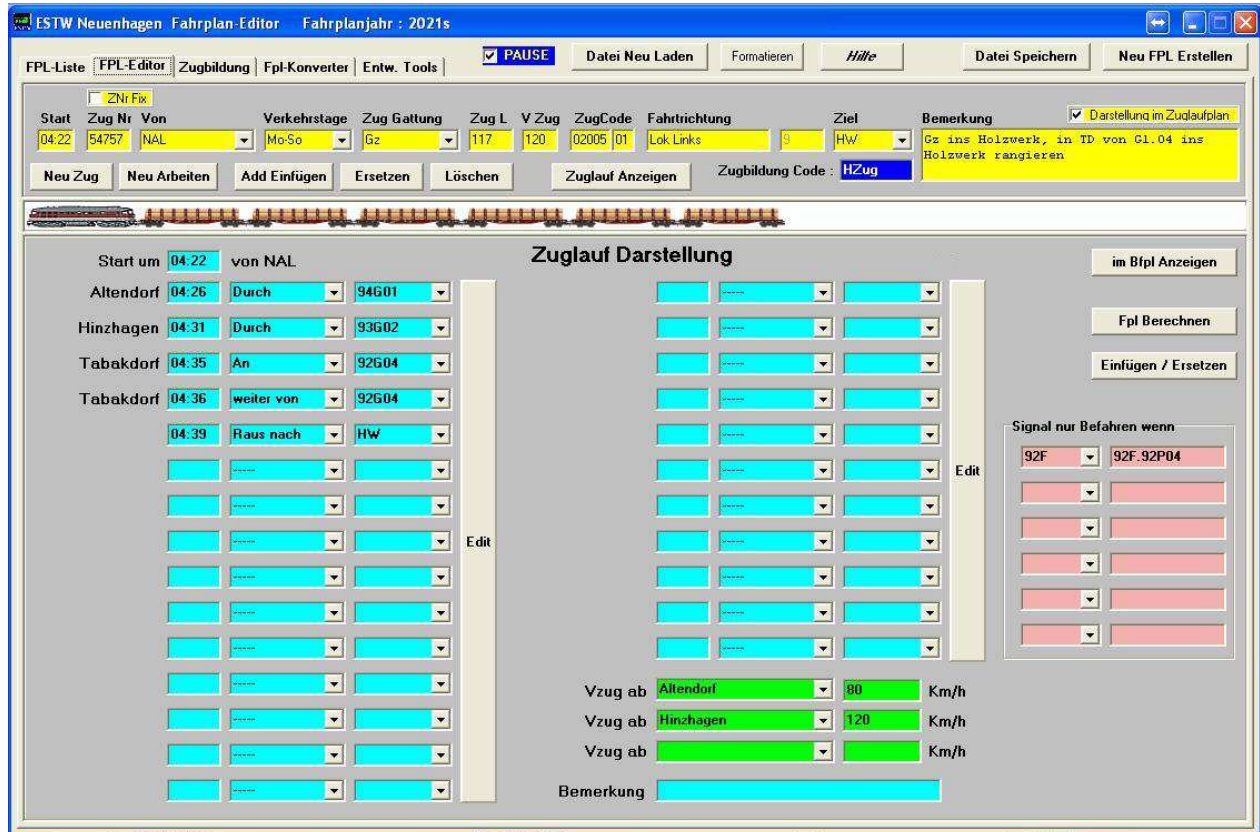 ESTW Neuenhagen Fahrplan-Editor Fahrplanjahr : 2021s
FPL-Liste FPL-Editor Zugbildung Fpl-Konverter Entw. Tools PAUSE Datei Neu Laden Formatieren Hilfe Datei Speichern Neu FPL Erstellen
ZNr Fix
Start Zug Nr Von Verkehrstage Zug Gattung Zug L V Zug ZugCode Fahrtrichtung Ziel Bemerkung Darstellung im Zuglaufplan
04:22 54757 NAL Mo-So Gz 117 120 02005 01 Lok Links 9 HW Gz ins Holzwerk, in TD von Gl.04 ins
Holzwerk rangieren
Neu Zug Neu Arbeiten Add Einfügen Ersetzen Löschen Zuglauf Anzeigen Zugbildung Code : HZug
Zuglauf Darstellung
Start um 04:22 von NAL im Bfpl Anzeigen
Altendorf 04:26 Durch 94G01 -----
Hinzhagen 04:31 Durch 93G02 ----- Fpl Berechnen
Tabakdorf 04:35 An 92G04 ----- Einfügen / Ersetzen
Tabakdorf 04:36 weiter von 92G04 -----
04:39 Raus nach HW ----- Signal nur Befahren wenn
----- ----- Edit 92F 92F.92P04
----- -----
----- Edit -----
----- -----
----- -----
----- -----
----- Vzug ab Altendorf 80 Km/h
----- Vzug ab Hinzhagen 120 Km/h
----- Vzug ab Km/h
----- Bemerkung